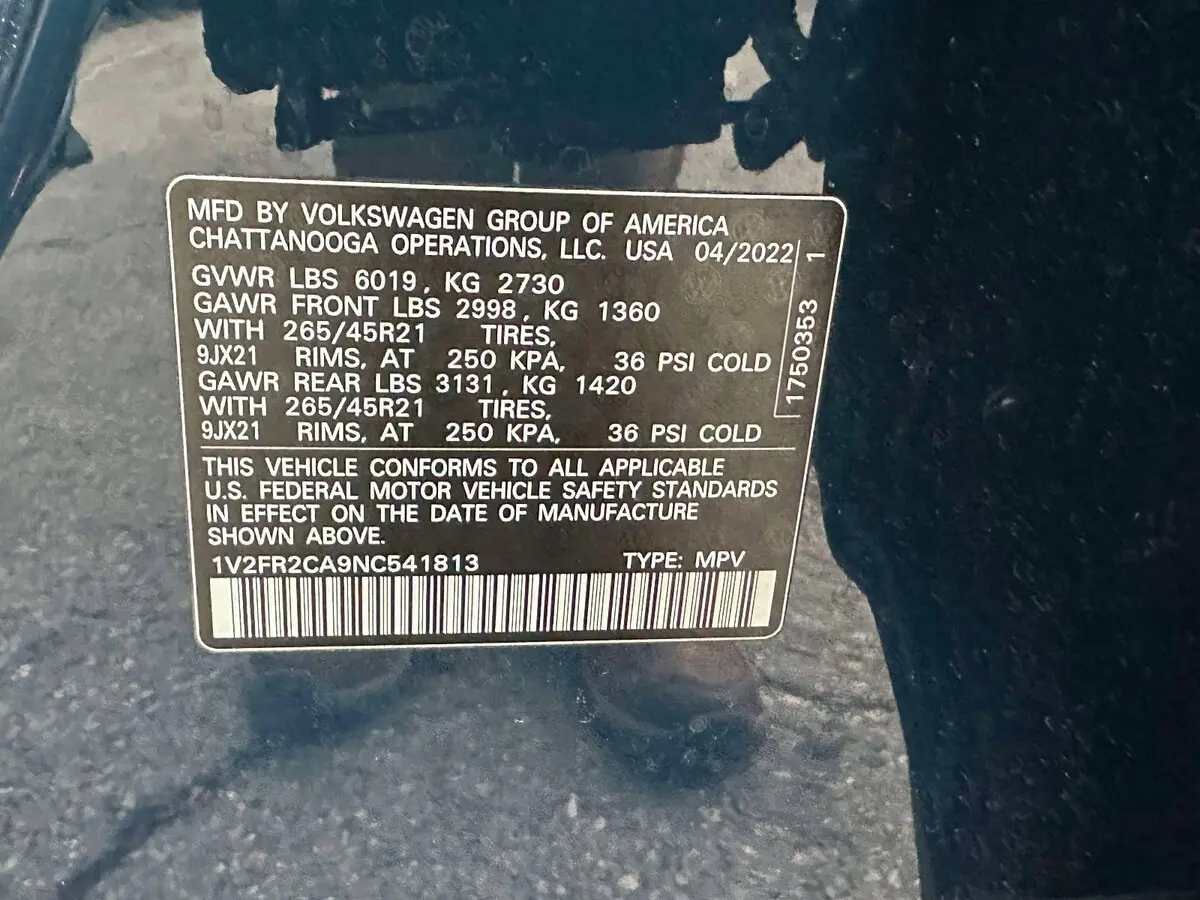 MFD BY VOLKSWAGEN GROUP OF AMERICA
CHATTANOOGA OPERATIONS, LLC. USA 04/2022
GVWR LBS 6019, KG 2730
GAWR FRONT LBS 2998, KG 1360
WITH 265/45R21 TIRES,
9JX21 RIMS, AT 250 KPA, 36 PSI COLD
GAWR REAR LBS 3131, KG 1420
WITH 265/45R21 TIRES,
9JX21 RIMS, AT 250 KPA, 36 PSI COLD
1750353 1
THIS VEHICLE CONFORMS TO ALL APPLICABLE
U.S. FEDERAL MOTOR VEHICLE SAFETY STANDARDS
IN EFFECT ON THE DATE OF MANUFACTURE
SHOWN ABOVE.
1V2FR2CA9NC541813 TYPE: MPV